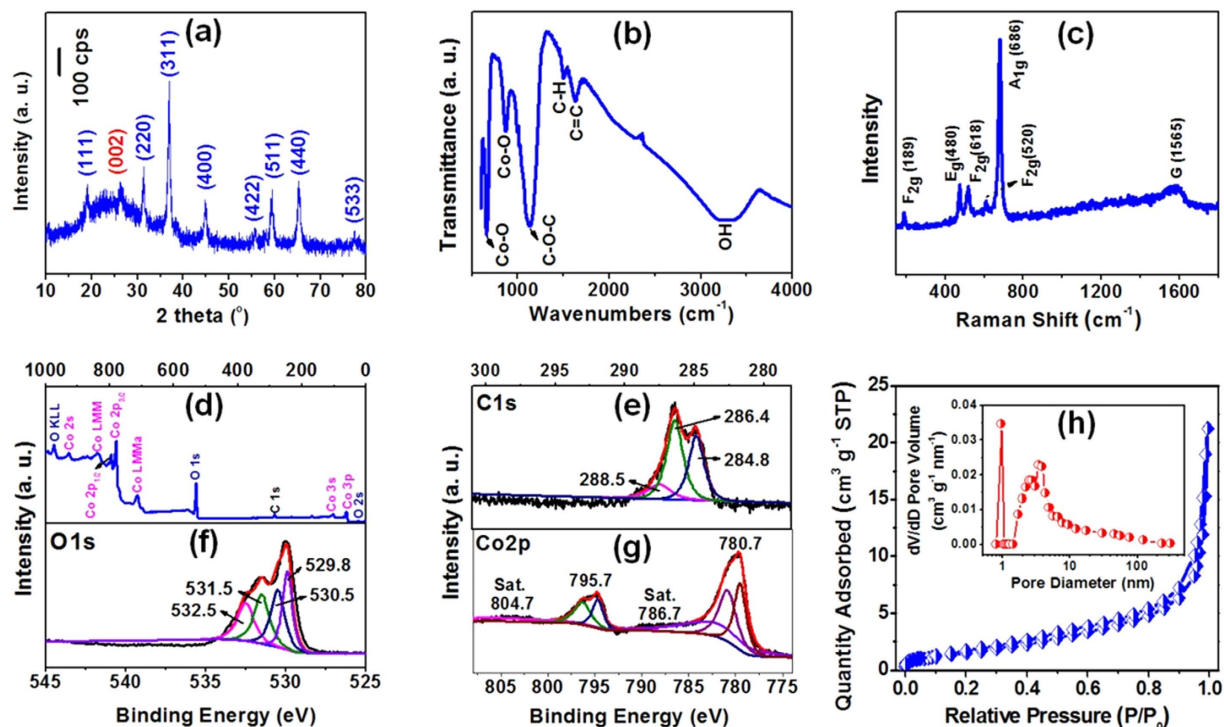 (a)
100 cps
(111)
(002)
(220)
(311)
(400)
(422)
(511)
(440)
(533)
Intensity (a. u.)
10 20 30 40 50 60 70 80
2 theta (°)
(b)
Transmittance (a. u.)
Co-O
Co-O
C-O-C
C-H
C=C
OH
1000 2000 3000 4000
Wavenumbers (cm-1)
(c)
Intensity
F2g(189)
Eg(480)
F2g(618)
A1g(686)
F2g(520)
G (1565)
400 800 1200 1600
Raman Shift (cm-1)
1000 800 600 400 200 0
(d)
O KLL
Co 2s
Co LMM
Co 2p1/2
Co 2p3/2
Co LMMa
O 1s
C 1s
Co 3s
Co 3p
O 2s
Intensity (a. u.)
O1s
(f)
531.5
532.5
529.8
530.5
545 540 535 530 525
Binding Energy (eV)
300 295 290 285 280
C1s
(e)
286.4
284.8
288.5
Intensity (a. u.)
Co2p
(g)
Sat.
804.7
795.7
Sat.
786.7
780.7
805 800 795 790 785 780 775
Binding Energy (eV)
25
20
15
10
5
0
Quantity Adsorbed (cm3 g-1 STP)
(h)
0.04
0.03
0.02
0.01
0.00
dV/dD Pore Volume
(cm3 g-1 nm-1)
1 10 100
Pore Diameter (nm)
0.0 0.2 0.4 0.6 0.8 1.0
Relative Pressure (P/P0)